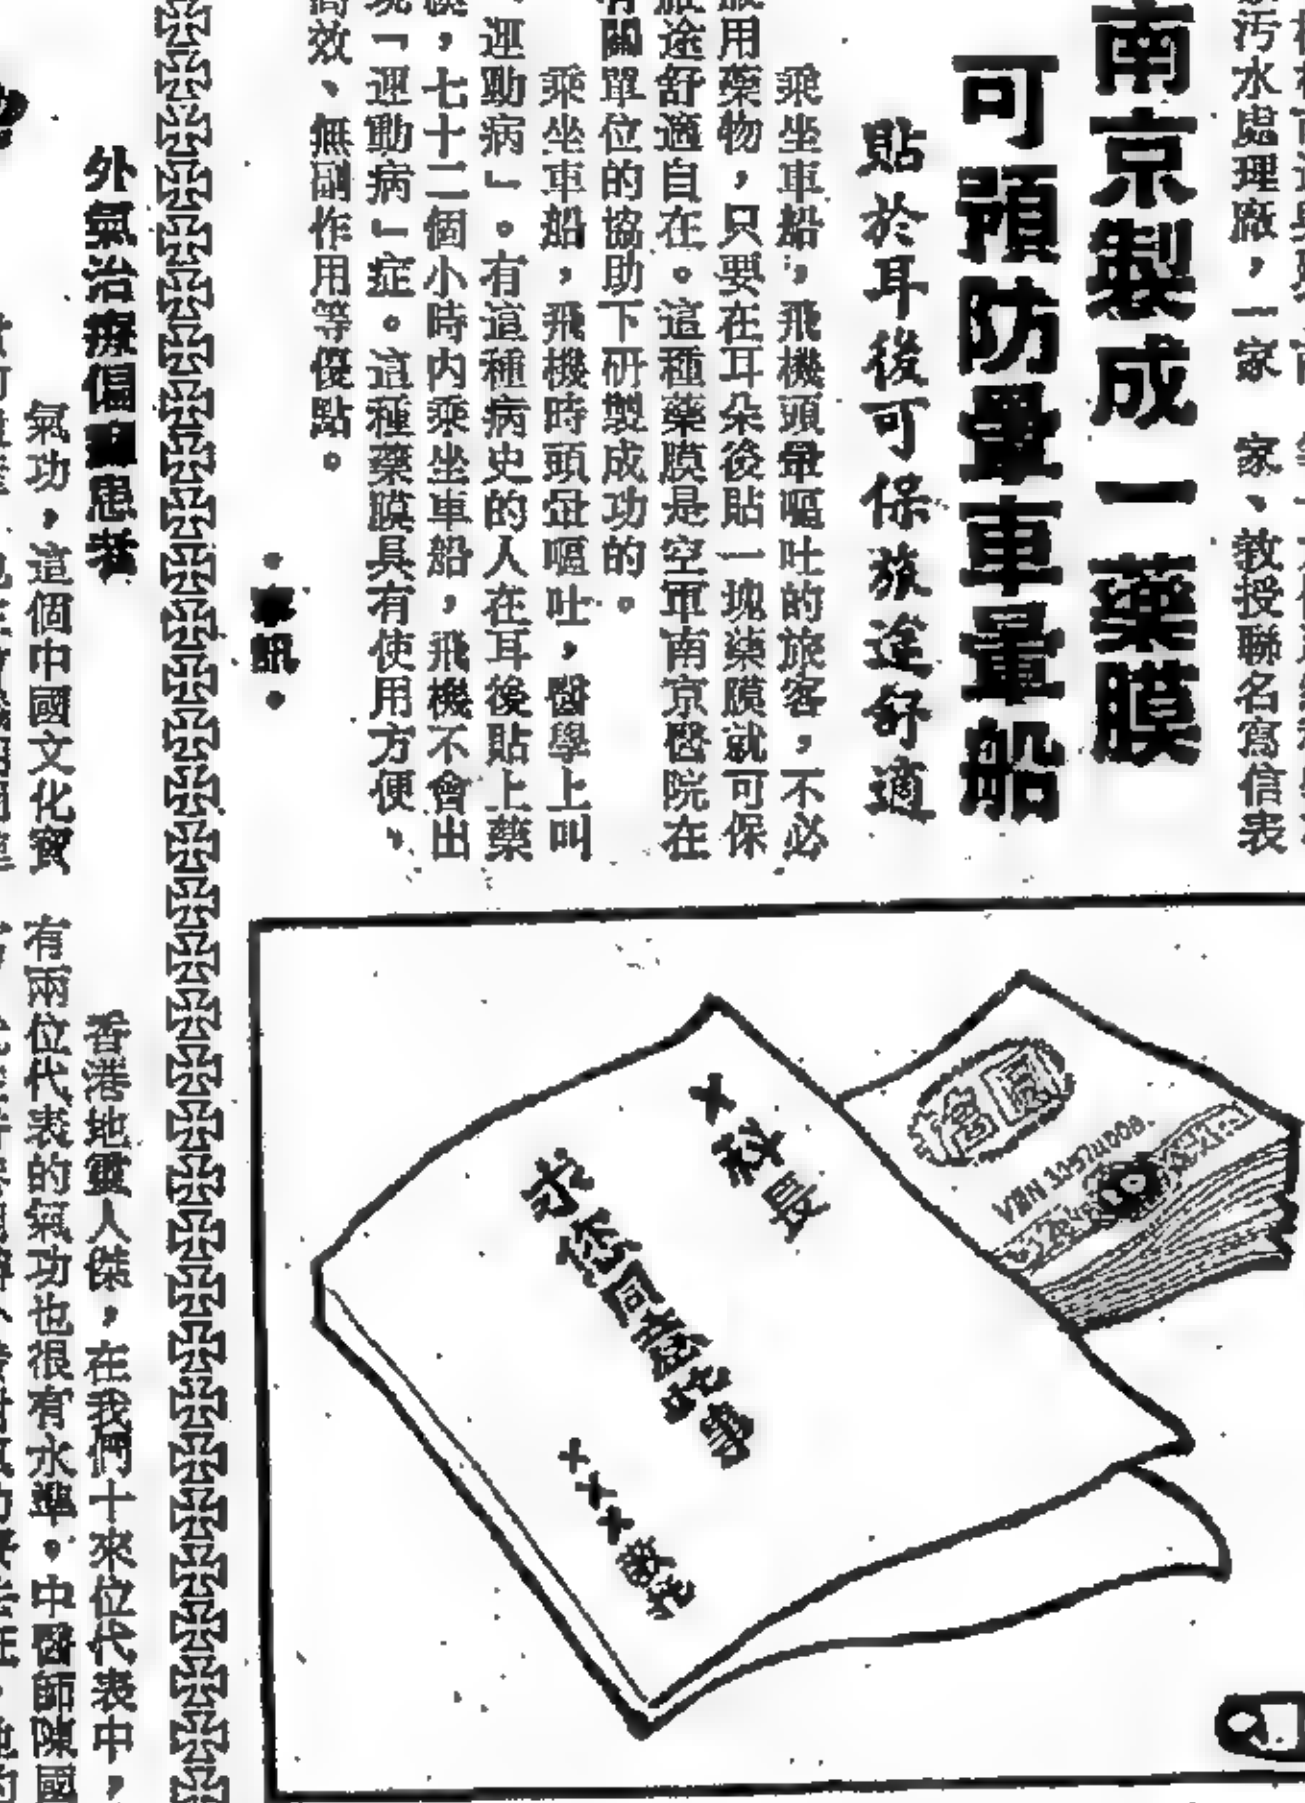 污水處理廠，一家
家、教授聯名寫信表
南京製成一藥膜
可預防暈車暈船
貼於耳後可保旅途舒適
乘坐車船，飛機頭暈嘔吐的旅客，不必
服用藥物，只要在耳朵後貼一塊藥膜就可保
旅途舒適自在。這種藥膜是空軍南京醫院在
有關單位的協助下研製成功的。
乘坐車船，飛機時頭暈嘔吐，醫學上叫
、運動病」。有這種病史的人在耳後貼上藥
膜，七十二個小時內乘坐車船，飛機不會出
現「運動病」症。這種藥膜具有使用方便、
高效、無副作用等優點。
外氣治療偏癱患者
氣功，這個中國文化寶
香港地靈人傑，在我們十來位代表中，
有兩位代表的氣功也很有水準。中醫師陳國
×科長
求您同意此事
×××敬託